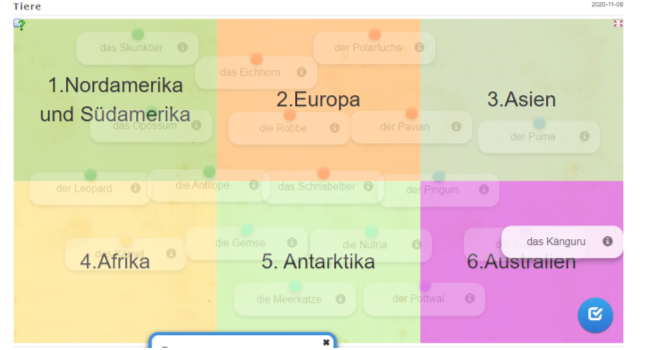 Tiere
2020-11-08
das Skunktier
der Polarfuchs
das Eichhorn
1.Nordamerika
und Südamerika
2.Europa
3.Asien
das Opossum
die Robbe
der Pavian
der Puma
der Leopard
die Antilope
das Schnabeltier
der Pinguin
die Gemse
die Nutria
das Känguru
4.Afrika
5. Antarktika
6.Australien
die Meerkatze
der Pottwal